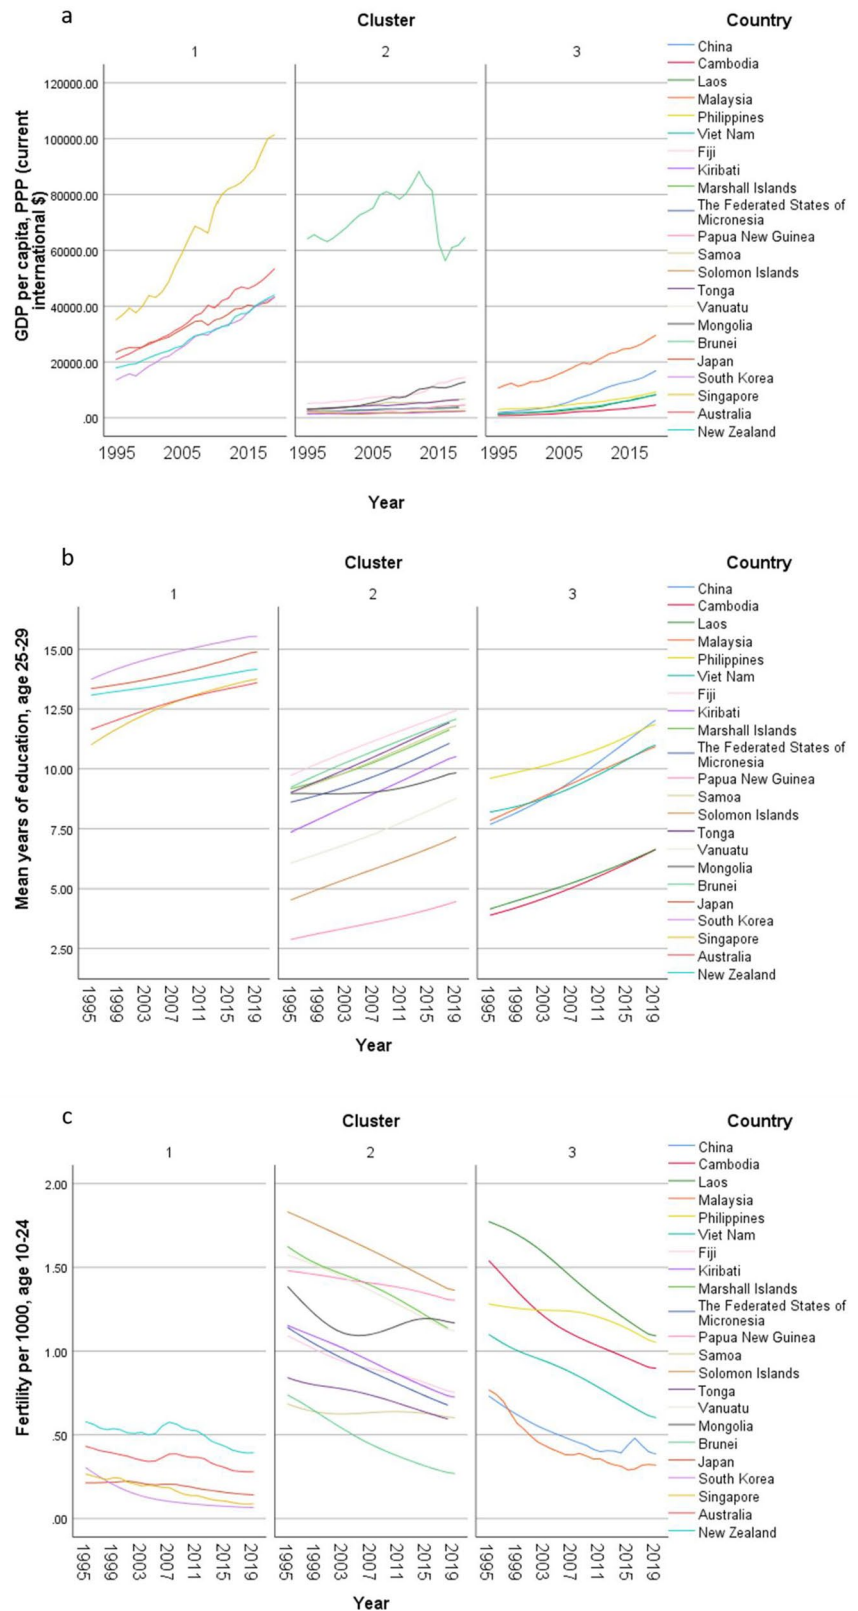 a
Cluster
Country
1
2
3
GDP per capita, PPP (current
international $)
120000.00
100000.00
80000.00
60000.00
40000.00
20000.00
.00
1995
2005
2015
1995
2005
2015
1995
2005
2015
Year
China
Cambodia
Laos
Malaysia
Philippines
Viet Nam
Fiji
Kiribati
Marshall Islands
The Federated States of
Micronesia
Papua New Guinea
Samoa
Solomon Islands
Tonga
Vanuatu
Mongolia
Brunei
Japan
South Korea
Singapore
Australia
New Zealand
b
Cluster
Country
1
2
3
Mean years of education, age 25-29
15.00
12.50
10.00
7.50
5.00
2.50
1995
1999
2003
2007
2011
2015
2019
1995
1999
2003
2007
2011
2015
2019
1995
1999
2003
2007
2011
2015
2019
Year
China
Cambodia
Laos
Malaysia
Philippines
Viet Nam
Fiji
Kiribati
Marshall Islands
The Federated States of
Micronesia
Papua New Guinea
Samoa
Solomon Islands
Tonga
Vanuatu
Mongolia
Brunei
Japan
South Korea
Singapore
Australia
New Zealand
c
Cluster
Country
1
2
3
Fertility per 1000, age 10-24
2.00
1.50
1.00
.50
.00
1995
1999
2003
2007
2011
2015
2019
1995
1999
2003
2007
2011
2015
2019
1995
1999
2003
2007
2011
2015
2019
Year
China
Cambodia
Laos
Malaysia
Philippines
Viet Nam
Fiji
Kiribati
Marshall Islands
The Federated States of
Micronesia
Papua New Guinea
Samoa
Solomon Islands
Tonga
Vanuatu
Mongolia
Brunei
Japan
South Korea
Singapore
Australia
New Zealand